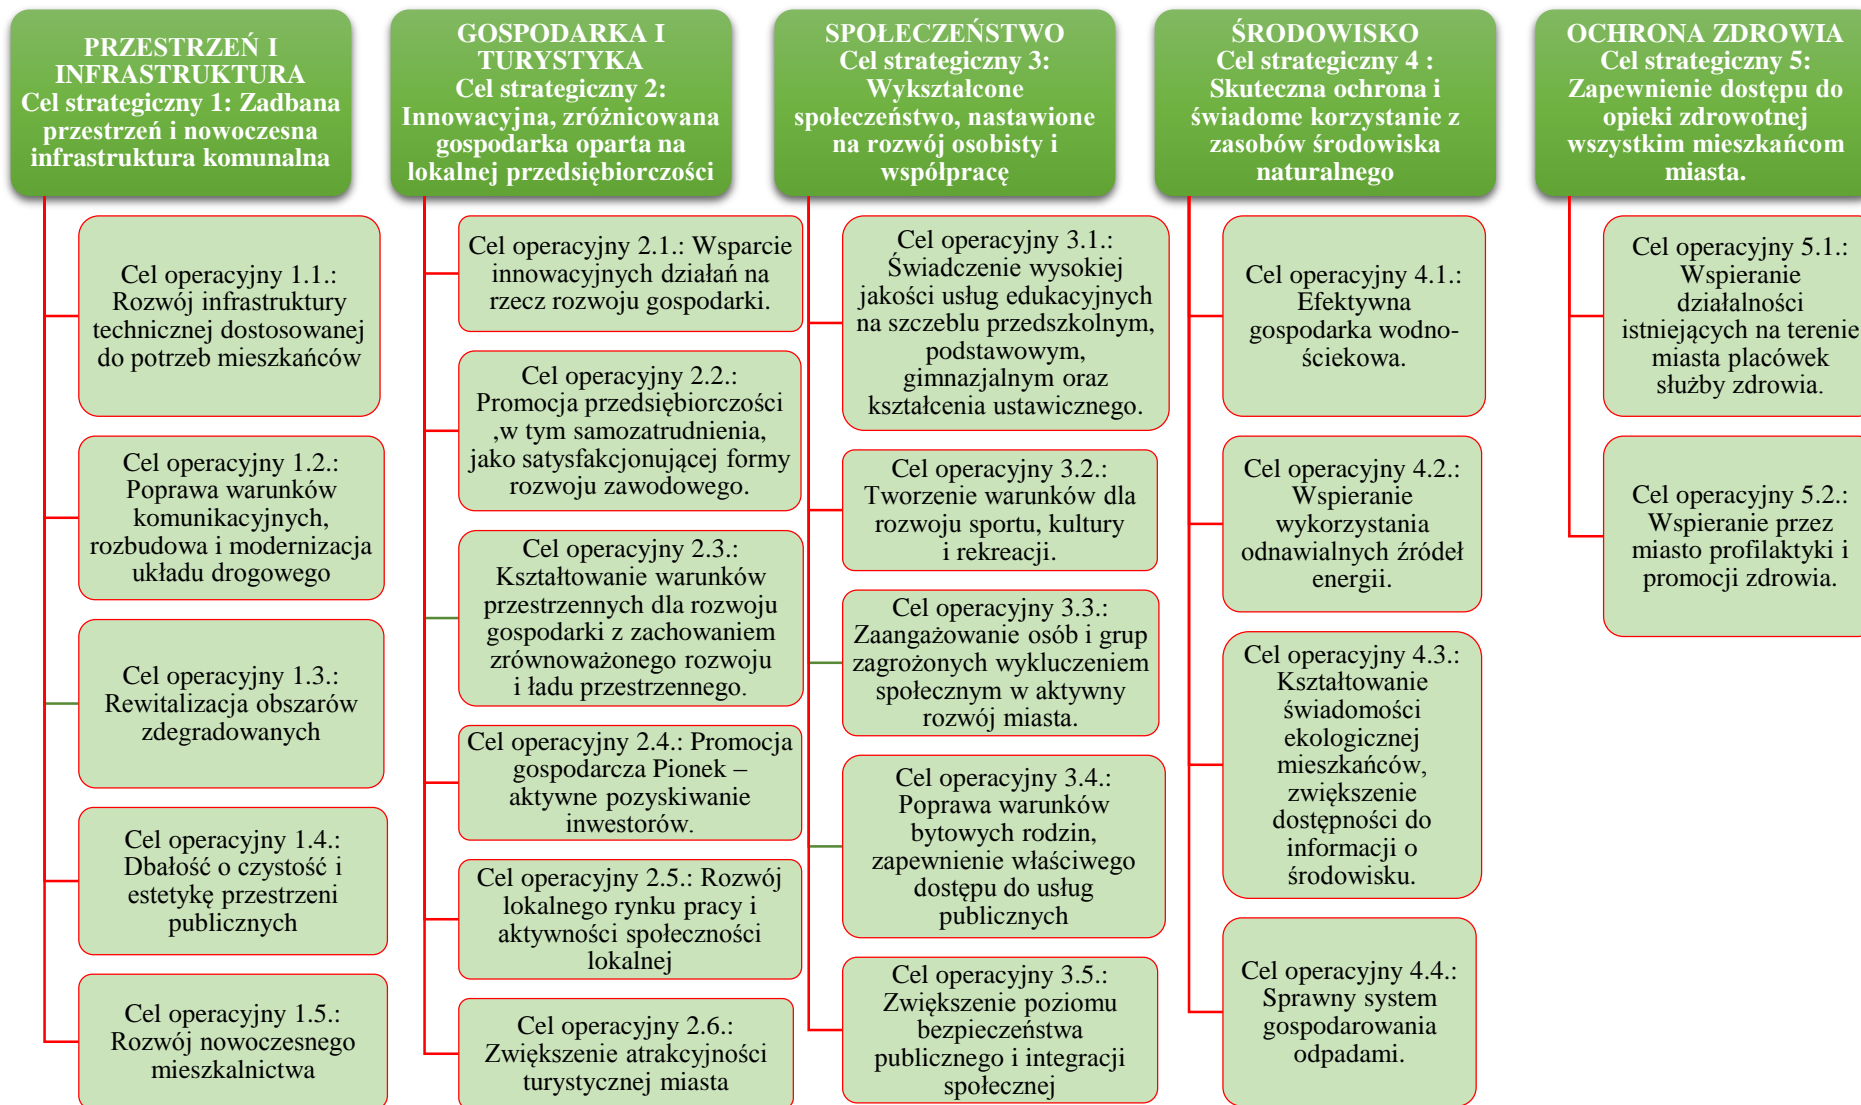 PRZESTRZEŃ I
INFRASTRUKTURA
Cel strategiczny 1: Zadbana
przestrzeń i nowoczesna
infrastruktura komunalna
Cel operacyjny 1.1.:
Rozwój infrastruktury
technicznej dostosowanej
do potrzeb mieszkańców
Cel operacyjny 1.2.:
Poprawa warunków
komunikacyjnych,
rozbudowa i modernizacja
układu drogowego
Cel operacyjny 1.3.:
Rewitalizacja obszarów
zdegradowanych
Cel operacyjny 1.4.:
Dbałość o czystość i
estetykę przestrzeni
publicznych
Cel operacyjny 1.5.:
Rozwój nowoczesnego
mieszkalnictwa
GOSPODARKA I
TURYSTYKA
Cel strategiczny 2:
Innowacyjna, zróżnicowana
gospodarka oparta na
lokalnej przedsiębiorczości
Cel operacyjny 2.1.: Wsparcie
innowacyjnych działań na
rzecz rozwoju gospodarki.
Cel operacyjny 2.2.:
Promocja przedsiębiorczości
,w tym samozatrudnienia,
jako satysfakcjonującej formy
rozwoju zawodowego.
Cel operacyjny 2.3.:
Kształtowanie warunków
przestrzennych dla rozwoju
gospodarki z zachowaniem
zrównoważonego rozwoju
i ładu przestrzennego.
Cel operacyjny 2.4.: Promocja
gospodarcza Pionek –
aktywne pozyskiwanie
inwestorów.
Cel operacyjny 2.5.: Rozwój
lokalnego rynku pracy i
aktywności społeczności
lokalnej
Cel operacyjny 2.6.:
Zwiększenie atrakcyjności
turystycznej miasta
SPOŁECZEŃSTWO
Cel strategiczny 3:
Wykształcone
społeczeństwo, nastawione
na rozwój osobisty i
współpracę
Cel operacyjny 3.1.:
Świadczenie wysokiej
jakości usług edukacyjnych
na szczeblu przedszkolnym,
podstawowym,
gimnazjalnym oraz
kształcenia ustawicznego.
Cel operacyjny 3.2.:
Tworzenie warunków dla
rozwoju sportu, kultury
i rekreacji.
Cel operacyjny 3.3.:
Zaangażowanie osób i grup
zagrożonych wykluczeniem
społecznym w aktywny
rozwój miasta.
Cel operacyjny 3.4.:
Poprawa warunków
bytowych rodzin,
zapewnienie właściwego
dostępu do usług
publicznych
Cel operacyjny 3.5.:
Zwiększenie poziomu
bezpieczeństwa
publicznego i integracji
społecznej
ŚRODOWISKO
Cel strategiczny 4 :
Skuteczna ochrona i
świadome korzystanie z
zasobów środowiska
naturalnego
Cel operacyjny 4.1.:
Efektywna
gospodarka wodno-
ściekowa.
Cel operacyjny 4.2.:
Wspieranie
wykorzystania
odnawialnych źródeł
energii.
Cel operacyjny 4.3.:
Kształtowanie
świadomości
ekologicznej
mieszkańców,
zwiększenie
dostępności do
informacji o
środowisku.
Cel operacyjny 4.4.:
Sprawny system
gospodarowania
odpadami.
OCHRONA ZDROWIA
Cel strategiczny 5:
Zapewnienie dostępu do
opieki zdrowotnej
wszystkim mieszkańcom
miasta.
Cel operacyjny 5.1.:
Wspieranie
działalności
istniejących na terenie
miasta placówek
służby zdrowia.
Cel operacyjny 5.2.:
Wspieranie przez
miasto profilaktyki i
promocji zdrowia.